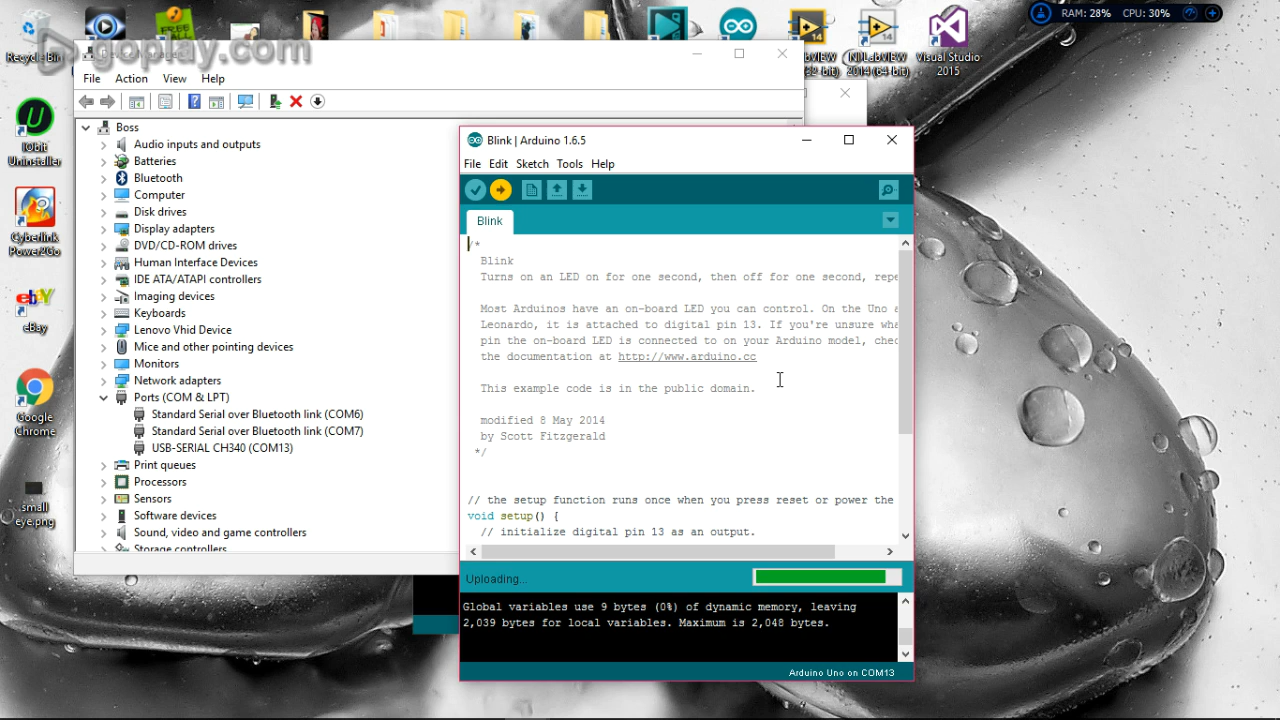 Recycle Bin
oplay.com
RAM: 28% CPU: 30%
Visual Studio
2015
2014 (64-bit)
File Action View Help
Boss
Audio inputs and outputs
Batteries
Bluetooth
Computer
Disk drives
Display adapters
DVD/CD-ROM drives
Human Interface Devices
IDE ATA/ATAPI controllers
Imaging devices
Keyboards
Lenovo Vhid Device
Mice and other pointing devices
Monitors
Network adapters
Ports (COM & LPT)
Standard Serial over Bluetooth link (COM6)
Standard Serial over Bluetooth link (COM7)
USB-SERIAL CH340 (COM13)
Print queues
Processors
Sensors
Software devices
Sound, video and game controllers
Storage controllers
IObit
Uninstaller
Cyberlink
Power2Go
ebY
eBay
Google
Chrome
small
eye.png
Blink | Arduino 1.6.5
File Edit Sketch Tools Help
Blink
/*
Blink
Turns on an LED on for one second, then off for one second, repe
Most Arduinos have an on-board LED you can control. On the Uno a
Leonardo, it is attached to digital pin 13. If you're unsure wha
pin the on-board LED is connected to on your Arduino model, chec
the documentation at http://www.arduino.cc
This example code is in the public domain.
modified 8 May 2014
by Scott Fitzgerald
*/
// the setup function runs once when you press reset or power the
void setup() {
// initialize digital pin 13 as an output.
Uploading...
Global variables use 9 bytes (0%) of dynamic memory, leaving
2,039 bytes for local variables. Maximum is 2,048 bytes.
Arduino Uno on COM13